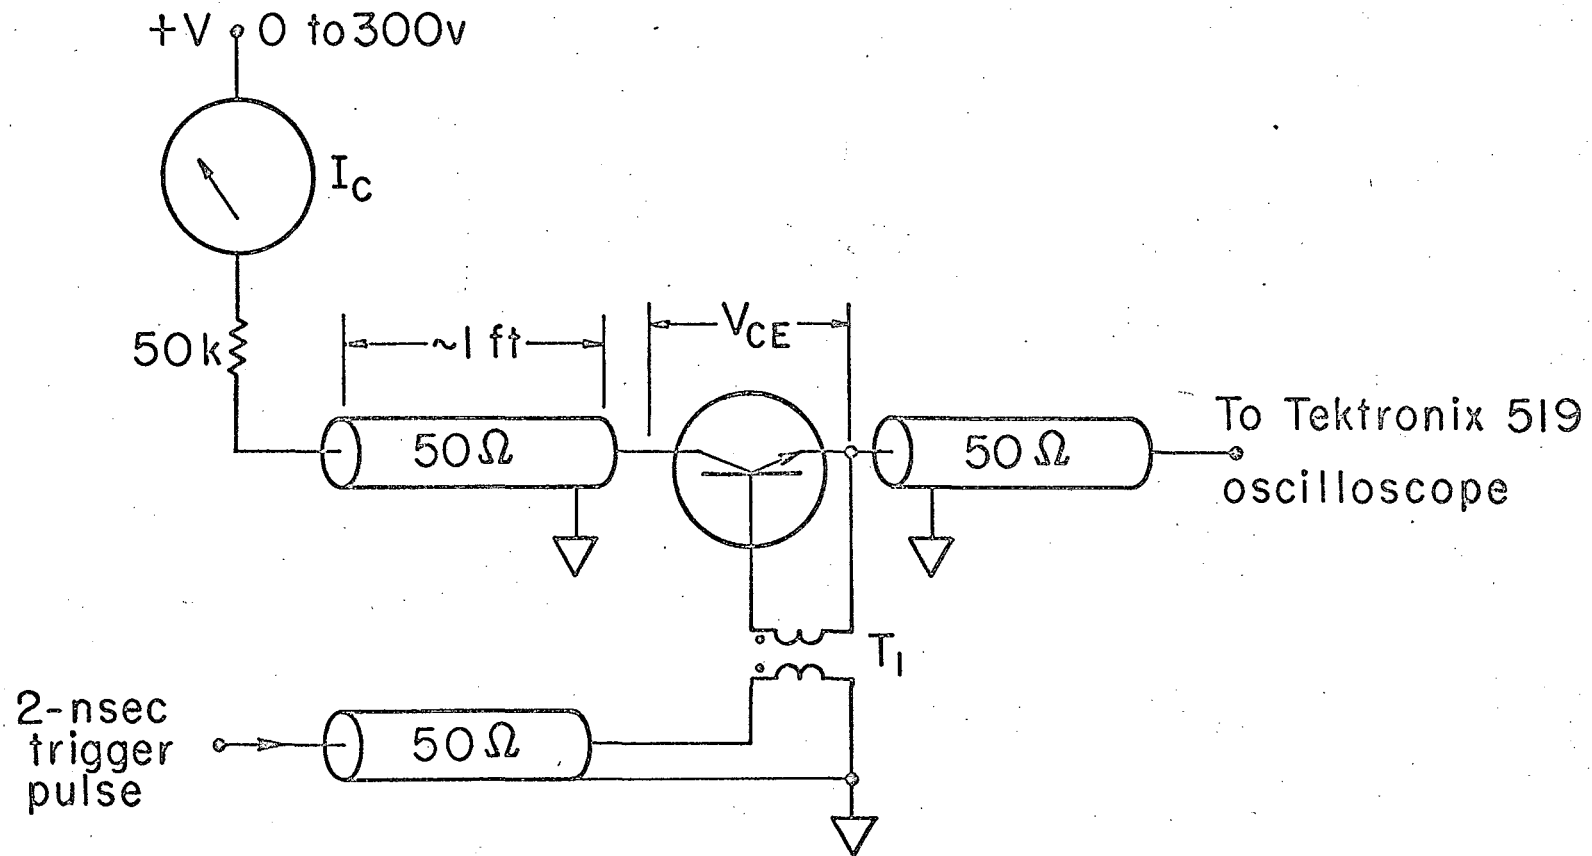 +V 0 to 300v
I_C
50k
~1 ft
V_CE
50Ω
50Ω
To Tektronix 519
oscilloscope
T_1
2-nsec
trigger
pulse
50Ω